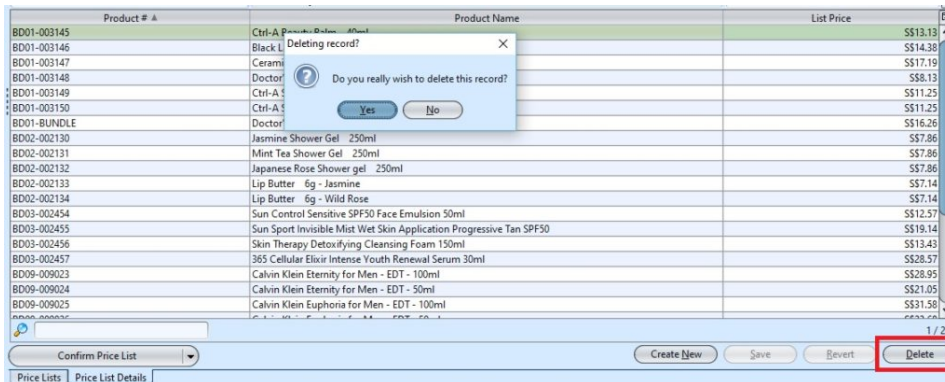 Product # Product Name List Price
BD01-003145 Ctrl-A Beauty Balm 40ml S$13.13
Deleting record?
BD01-003146 Black L S$14.38
BD01-003147 Cerami S$17.19
BD01-003148 Doctor' Do you really wish to delete this record? S$8.13
BD01-003149 Ctrl-A S S$11.25
BD01-003150 Ctrl-A S Yes No S$11.25
BD01-BUNDLE Doctor' S$16.26
BD02-002130 Jasmine Shower Gel 250ml S$7.86
BD02-002131 Mint Tea Shower Gel 250ml S$7.86
BD02-002132 Japanese Rose Shower gel 250ml S$7.86
BD02-002133 Lip Butter 6g - Jasmine S$7.14
BD02-002134 Lip Butter 6g - Wild Rose S$7.14
BD03-002454 Sun Control Sensitive SPF50 Face Emulsion 50ml S$12.57
BD03-002455 Sun Sport Invisible Mist Wet Skin Application Progressive Tan SPF50 S$19.14
BD03-002456 Skin Therapy Detoxifying Cleansing Foam 150ml S$13.43
BD03-002457 365 Cellular Elixir Intense Youth Renewal Serum 30ml S$28.57
BD09-009023 Calvin Klein Eternity for Men - EDT - 100ml S$28.95
BD09-009024 Calvin Klein Eternity for Men - EDT - 50ml S$21.05
BD09-009025 Calvin Klein Euphoria for Men - EDT - 100ml S$31.58
1 / 2
Confirm Price List Create New Save Revert Delete
Price Lists Price List Details